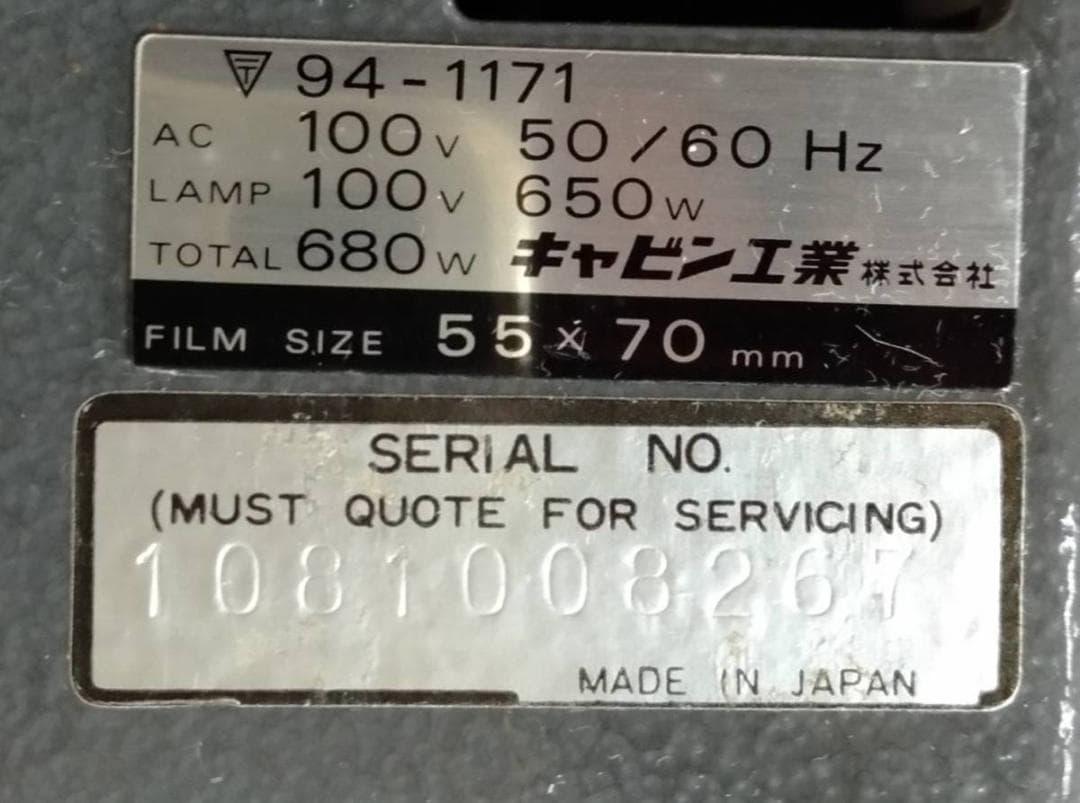 94-1171
AC 100V 50/60 Hz
LAMP 100V 650W
TOTAL 680W キャビン工業株式会社
FILM SIZE 55×70 mm
SERIAL NO.
(MUST QUOTE FOR SERVICING)
1081008267
MADE IN JAPAN